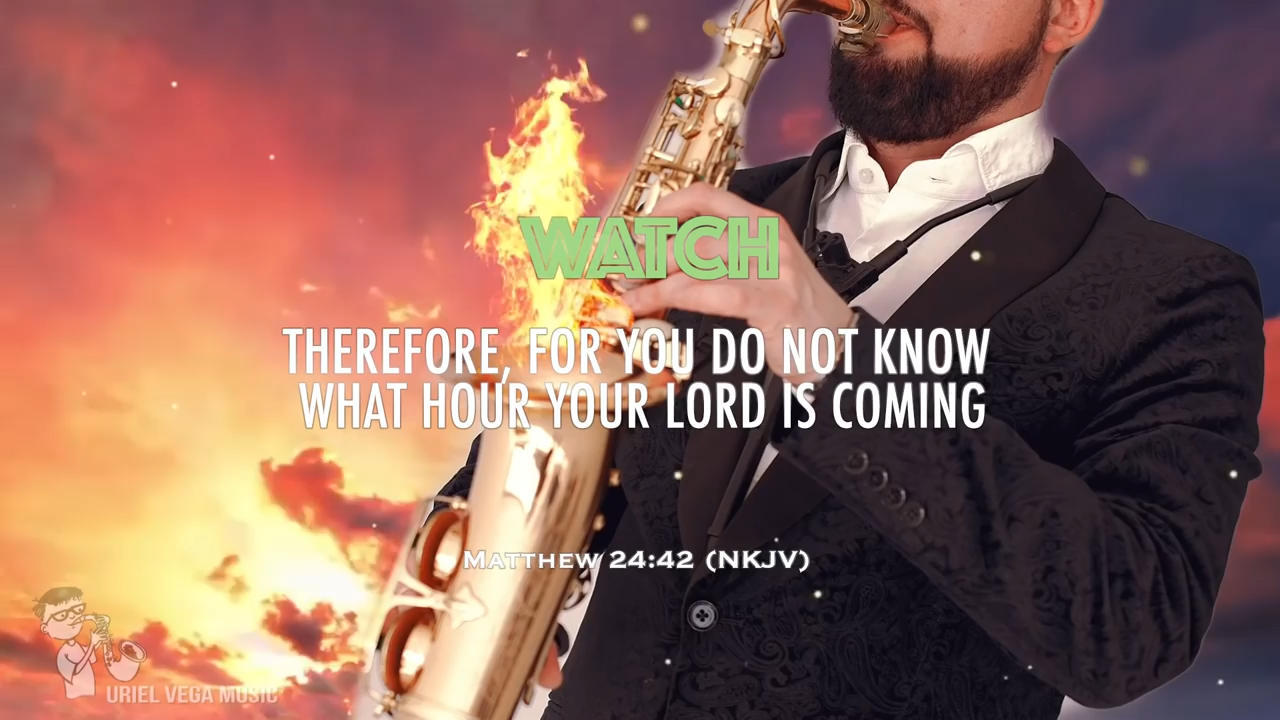 WATCH
THEREFORE, FOR YOU DO NOT KNOW
WHAT HOUR YOUR LORD IS COMING
MATTHEW 24:42 (NKJV)
URIEL VEGA MUSIC